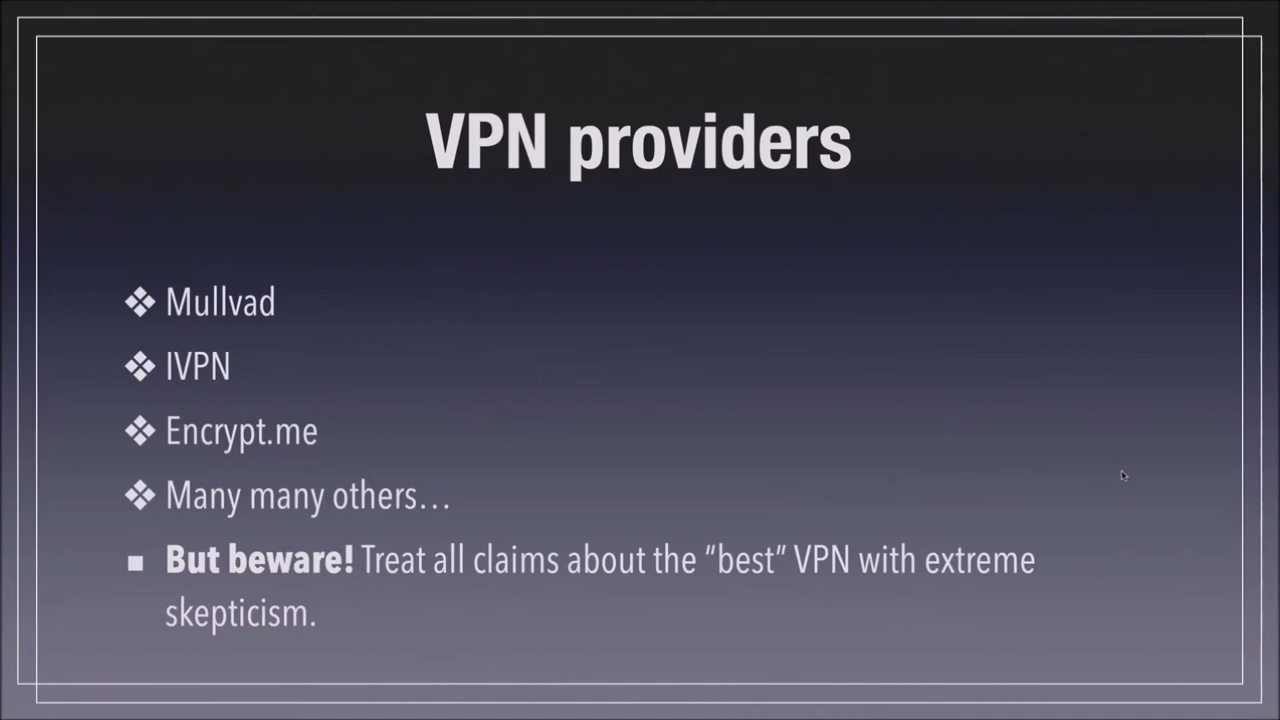 VPN providers
❖ Mullvad
❖ IVPN
❖ Encrypt.me
❖ Many many others…
▪ But beware! Treat all claims about the “best“ VPN with extreme
skepticism.